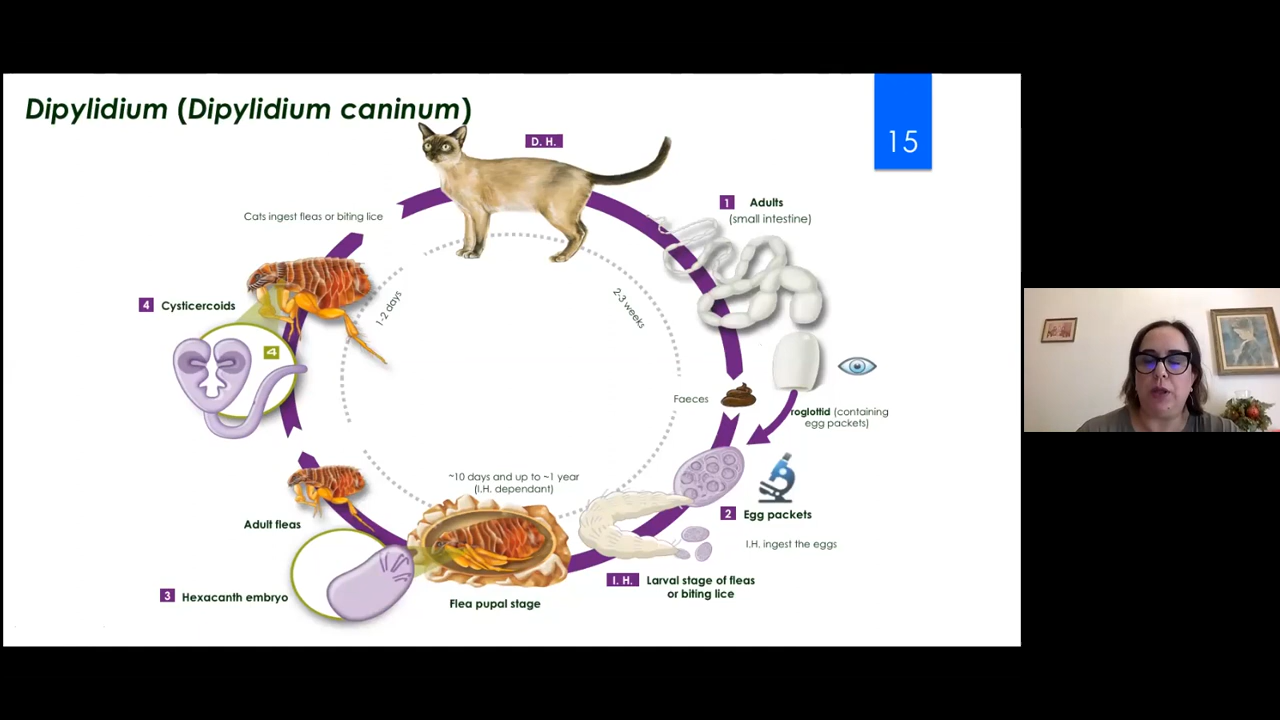 Dipylidium (Dipylidium caninum)
15
D. H.
1 Adults
(small intestine)
Cats ingest fleas or biting lice
4 Cysticercoids
4
1-2 days
2-3 weeks
Faeces
roglottid (containing
egg packets)
~10 days and up to ~1 year
(I.H. dependant)
2 Egg packets
I.H. ingest the eggs
Adult fleas
I. H. Larval stage of fleas
or biting lice
3 Hexacanth embryo
Flea pupal stage